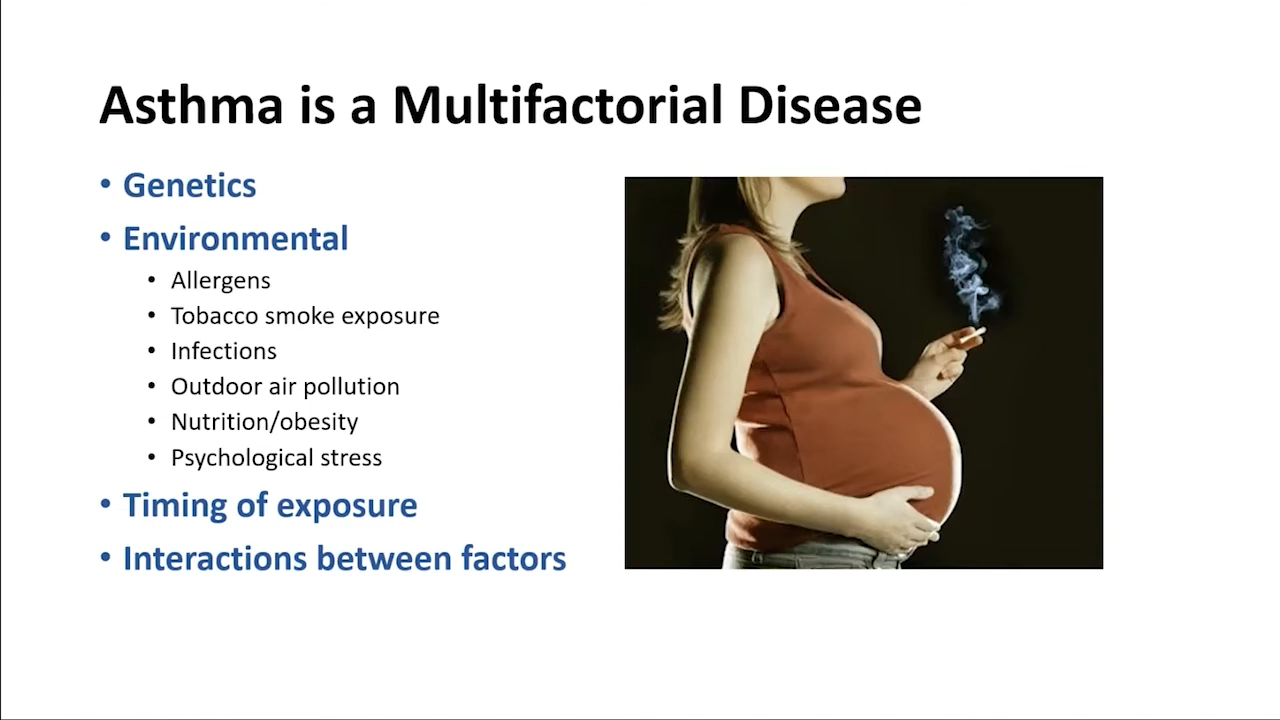 Asthma is a Multifactorial Disease
• Genetics
• Environmental
• Allergens
• Tobacco smoke exposure
• Infections
• Outdoor air pollution
• Nutrition/obesity
• Psychological stress
• Timing of exposure
• Interactions between factors